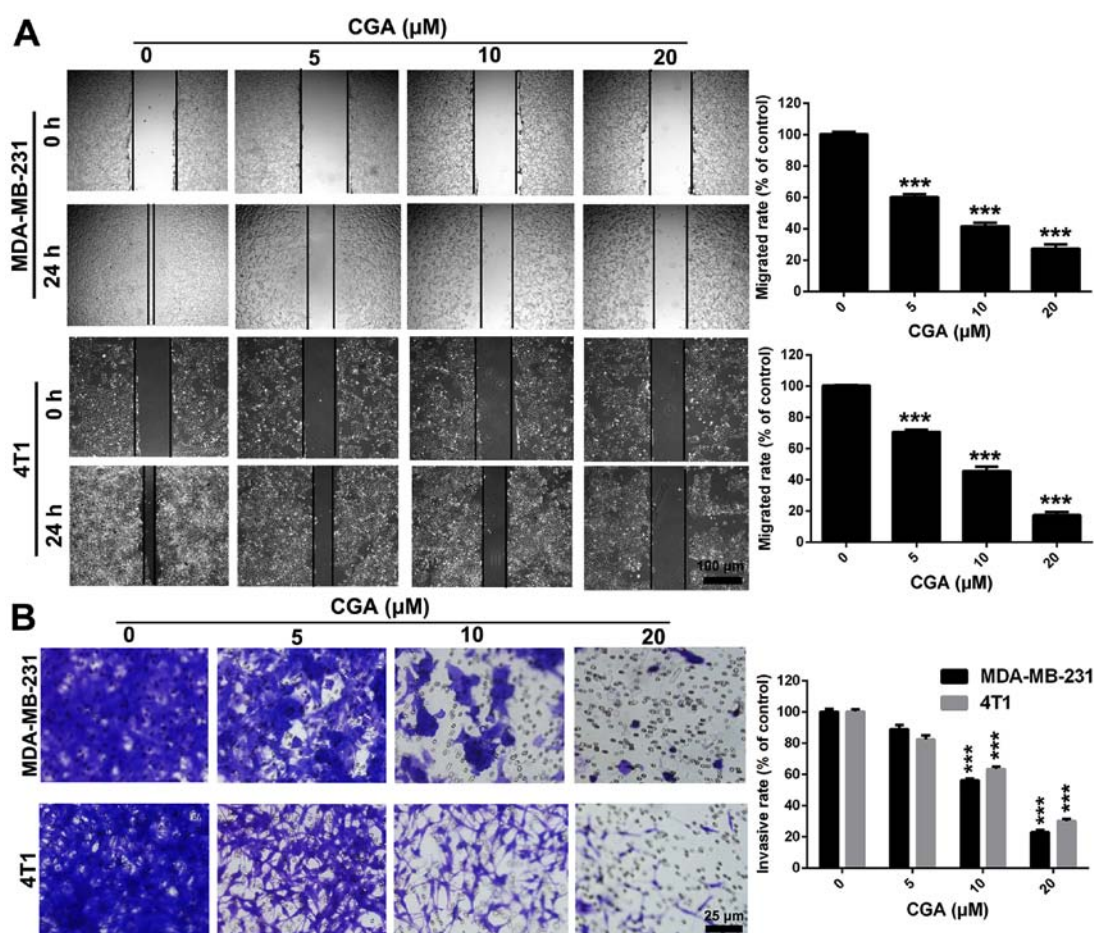 A
CGA (µM)
0 5 10 20
MDA-MB-231
0 h
24 h
4T1
0 h
24 h
100 µm
Migrated rate (% of control)
120
100
80
60
40
20
0
***
***
***
0 5 10 20
CGA (µM)
Migrated rate (% of control)
120
100
80
60
40
20
0
***
***
***
0 5 10 20
CGA (µM)
B
CGA (µM)
0 5 10 20
MDA-MB-231
4T1
25 µm
MDA-MB-231
4T1
Invasive rate (% of control)
120
100
80
60
40
20
0
***
***
***
***
0 5 10 20
CGA (µM)